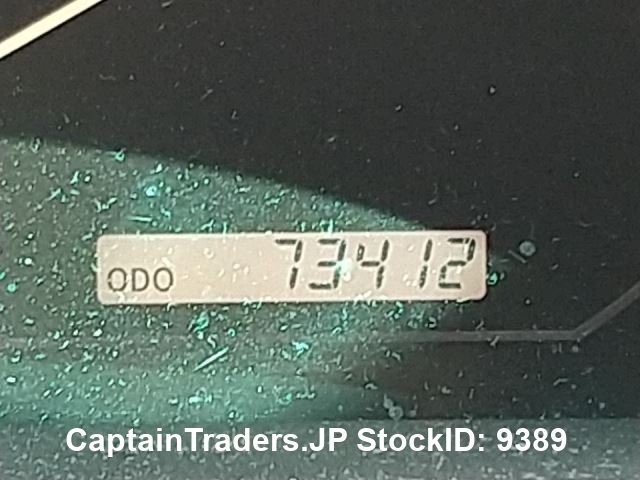 ODO 73412
CaptainTraders.JP StockID: 9389